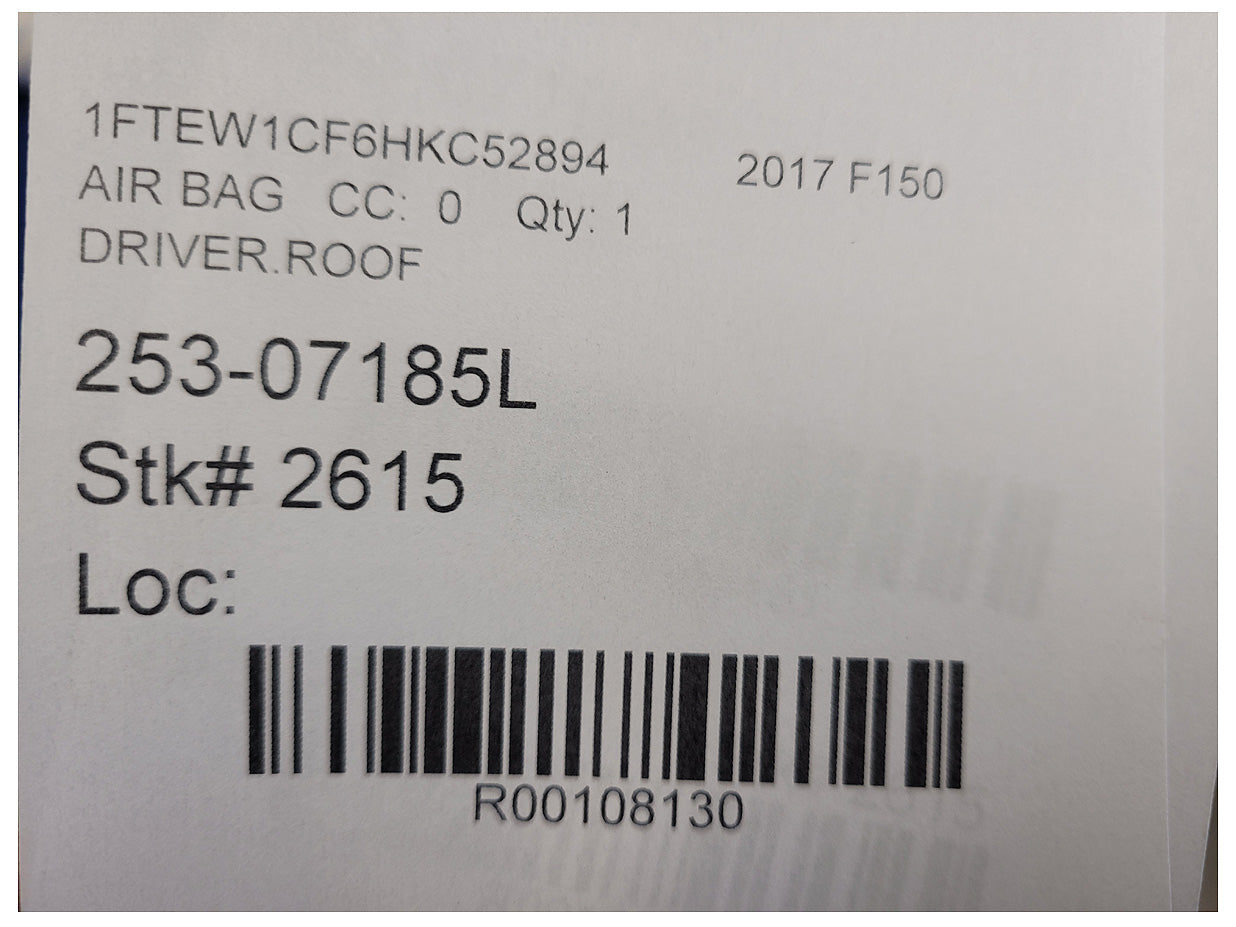 1FTEW1CF6HKC52894 2017 F150
AIR BAG CC: 0 Qty: 1
DRIVER.ROOF
253-07185L
Stk# 2615
Loc:
R00108130